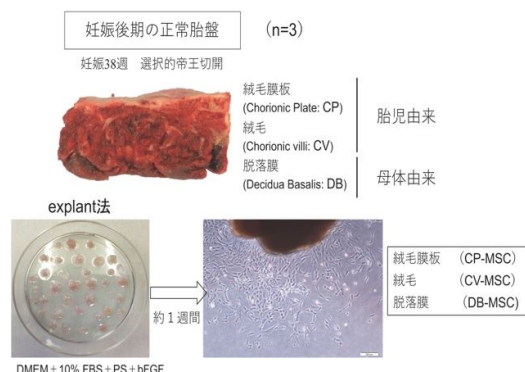 妊娠後期の正常胎盤 (n=3)
妊娠38週 選択的帝王切開
絨毛膜板
(Chorionic Plate: CP)
絨毛
(Chorionic villi: CV)
胎児由来
脱落膜
(Decidua Basalis: DB)
母体由来
explant法
約1週間
絨毛膜板 (CP-MSC)
絨毛 (CV-MSC)
脱落膜 (DB-MSC)
DMEM+10% FBS+PS+bFGF